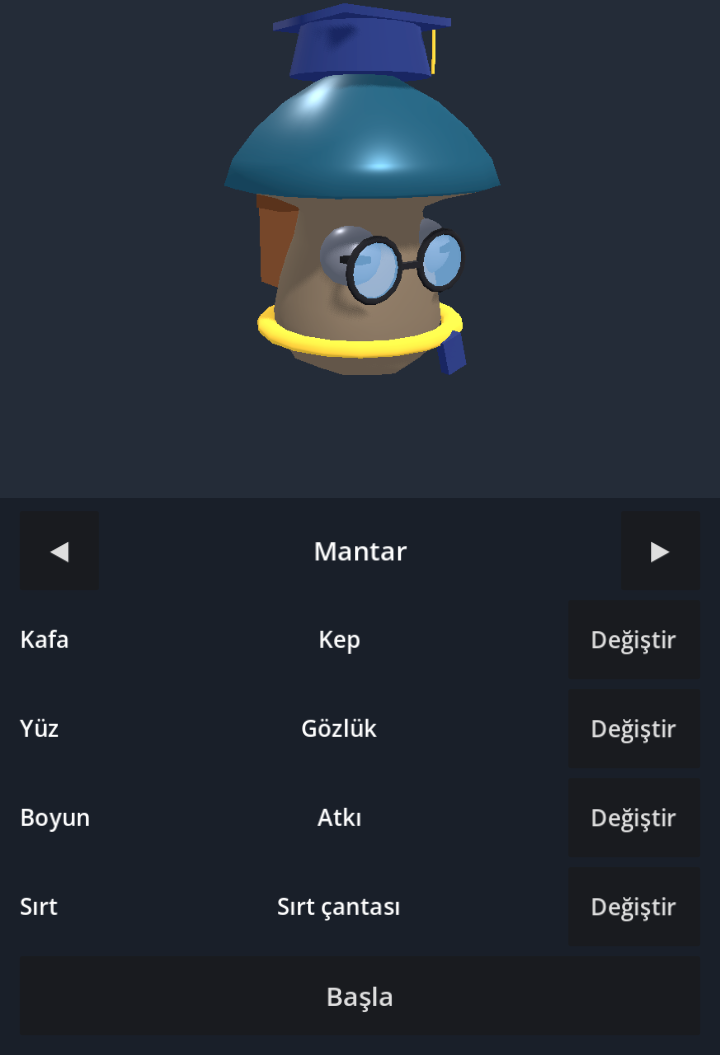 Mantar
Kafa Kep Değiştir
Yüz Gözlük Değiştir
Boyun Atkı Değiştir
Sırt Sırt çantası Değiştir
Başla